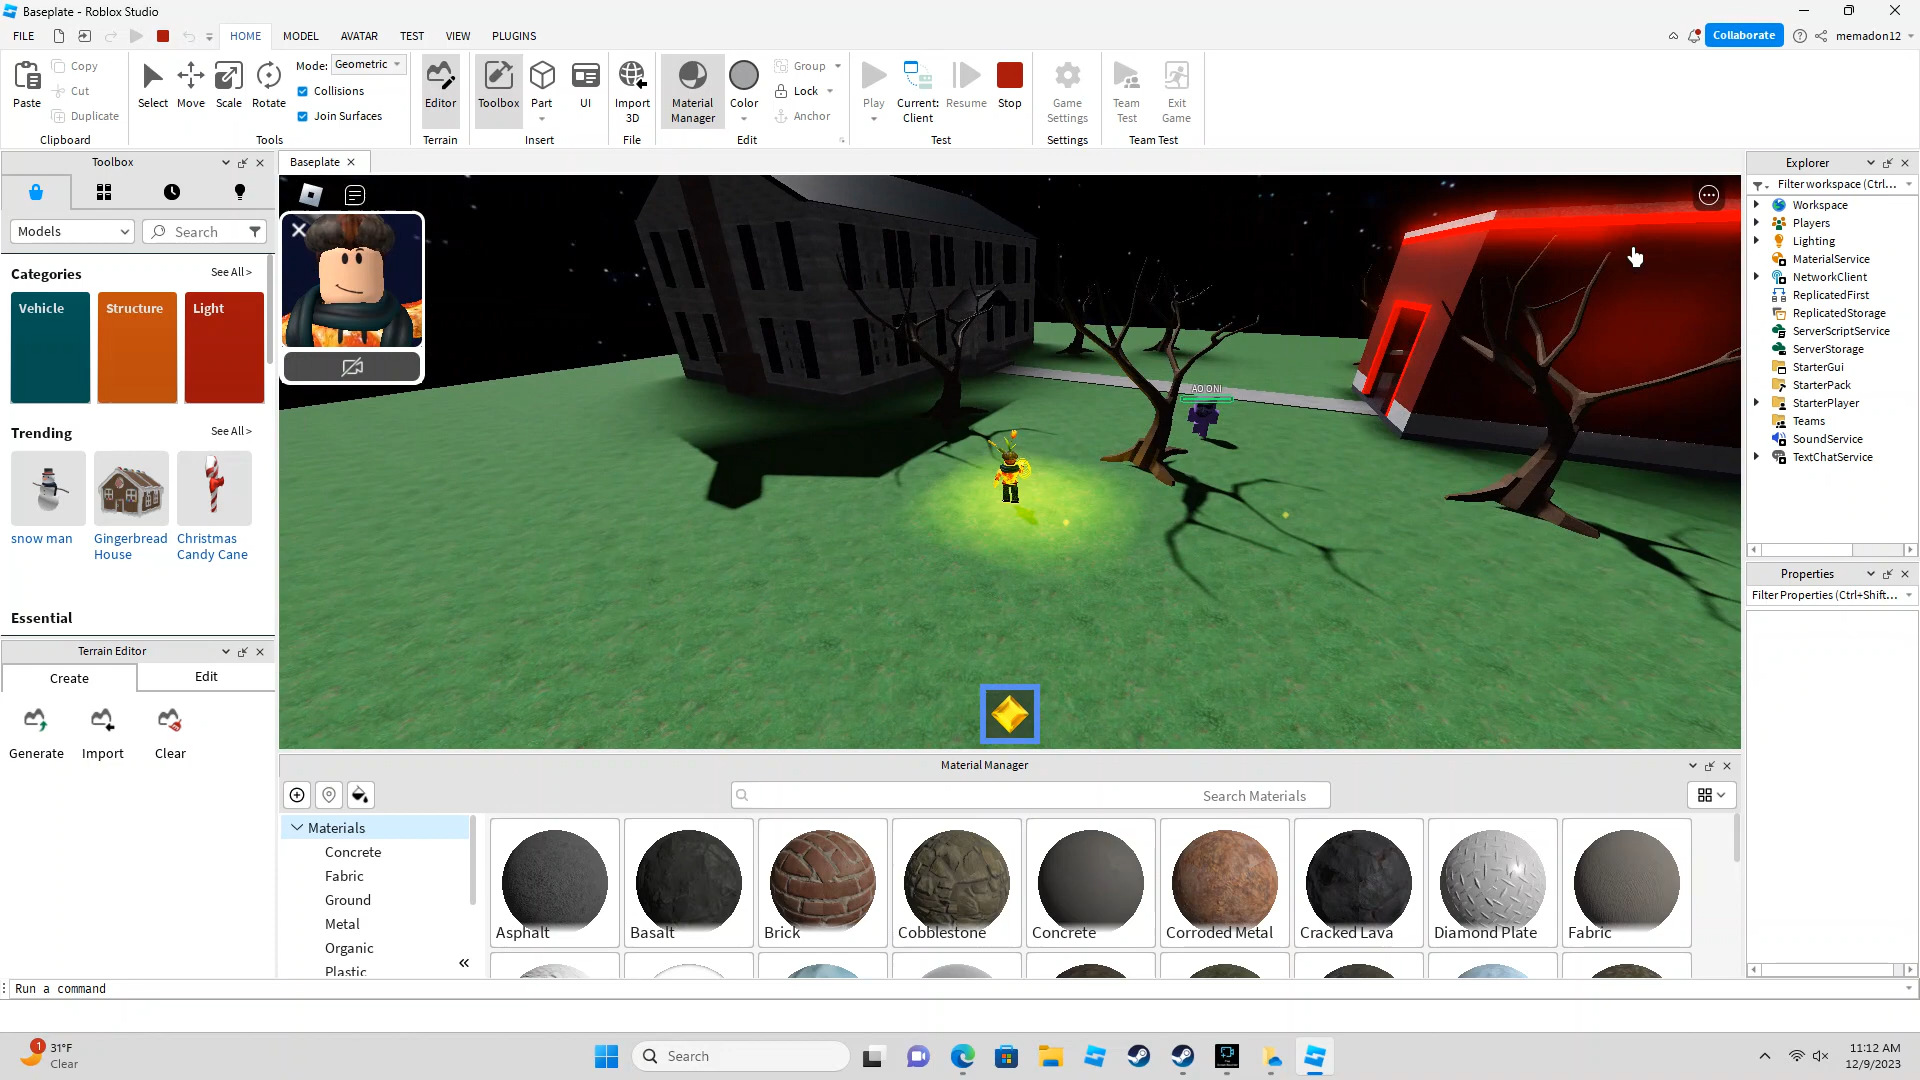 Baseplate - Roblox Studio
FILE HOME MODEL AVATAR TEST VIEW PLUGINS Collaborate memadon12
Paste Copy Cut Duplicate Clipboard
Select Move Scale Rotate Mode: Geometric Collisions Join Surfaces Tools
Editor Terrain
Toolbox Part UI Insert
Import 3D File
Material Manager Color Group Lock Anchor Edit
Play Current: Client Resume Stop Test
Game Settings Settings
Team Test Exit Game Team Test
Toolbox
Models Search
Categories See All >
Vehicle Structure Light
Trending See All >
snow man Gingerbread House Christmas Candy Cane
Essential
Terrain Editor
Create Edit
Generate Import Clear
Baseplate
AO ONI
Explorer
Filter workspace (Ctrl...
Workspace
Players
Lighting
MaterialService
NetworkClient
ReplicatedFirst
ReplicatedStorage
ServerScriptService
ServerStorage
StarterGui
StarterPack
StarterPlayer
Teams
SoundService
TextChatService
Properties
Filter Properties (Ctrl+Shift...
Material Manager
Search Materials
Materials
Concrete
Fabric
Ground
Metal
Organic
Plastic
Asphalt Basalt Brick Cobblestone Concrete Corroded Metal Cracked Lava Diamond Plate Fabric
Run a command
1 31°F
Clear
Search
11:12 AM
12/9/2023